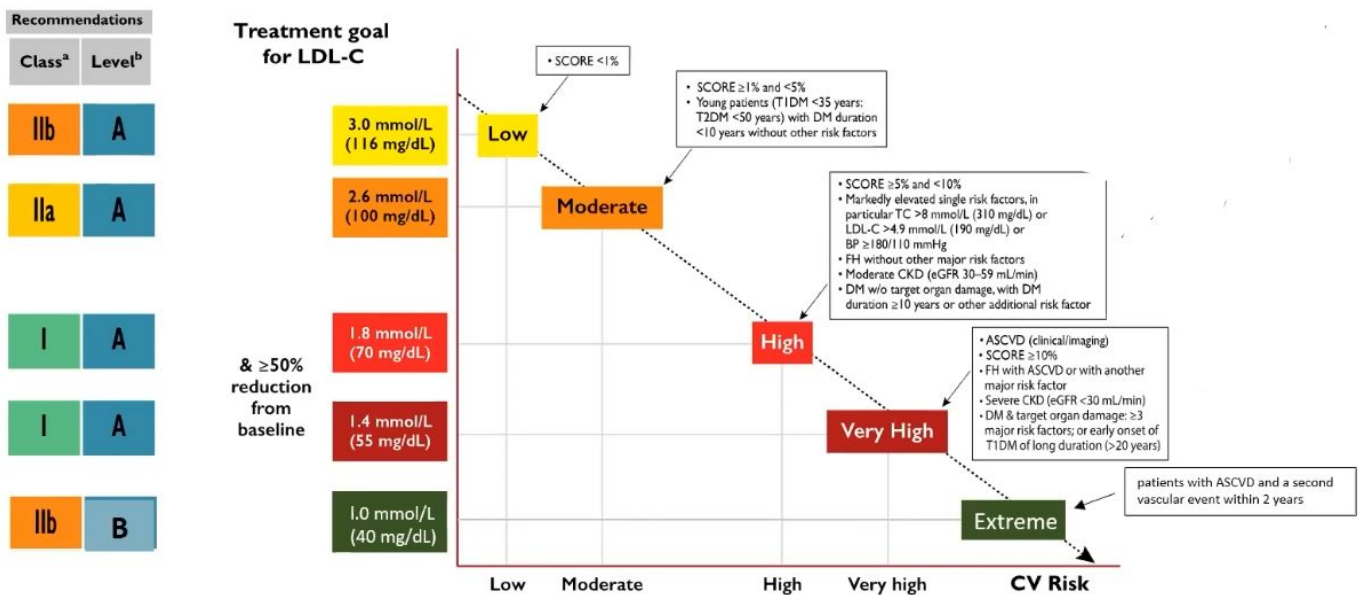 Recommendations
Classᵃ Levelᵇ
Treatment goal
for LDL-C
IIb A
3.0 mmol/L
(116 mg/dL)
Low
• SCORE <1%
IIa A
2.6 mmol/L
(100 mg/dL)
Moderate
• SCORE ≥1% and <5%
• Young patients (T1DM <35 years;
T2DM <50 years) with DM duration
<10 years without other risk factors
I A
1.8 mmol/L
(70 mg/dL)
High
• SCORE ≥5% and <10%
• Markedly elevated single risk factors, in
particular TC >8 mmol/L (310 mg/dL) or
LDL-C >4.9 mmol/L (190 mg/dL) or
BP ≥180/110 mmHg
• FH without other major risk factors
• Moderate CKD (eGFR 30–59 mL/min)
• DM w/o target organ damage, with DM
duration ≥10 years or other additional risk factor
& ≥50%
reduction
from
baseline
I A
1.4 mmol/L
(55 mg/dL)
Very High
• ASCVD (clinical/imaging)
• SCORE ≥10%
• FH with ASCVD or with another
major risk factor
• Severe CKD (eGFR <30 mL/min)
• DM & target organ damage: ≥3
major risk factors; or early onset of
T1DM of long duration (>20 years)
IIb B
1.0 mmol/L
(40 mg/dL)
Extreme
patients with ASCVD and a second
vascular event within 2 years
Low Moderate High Very high CV Risk